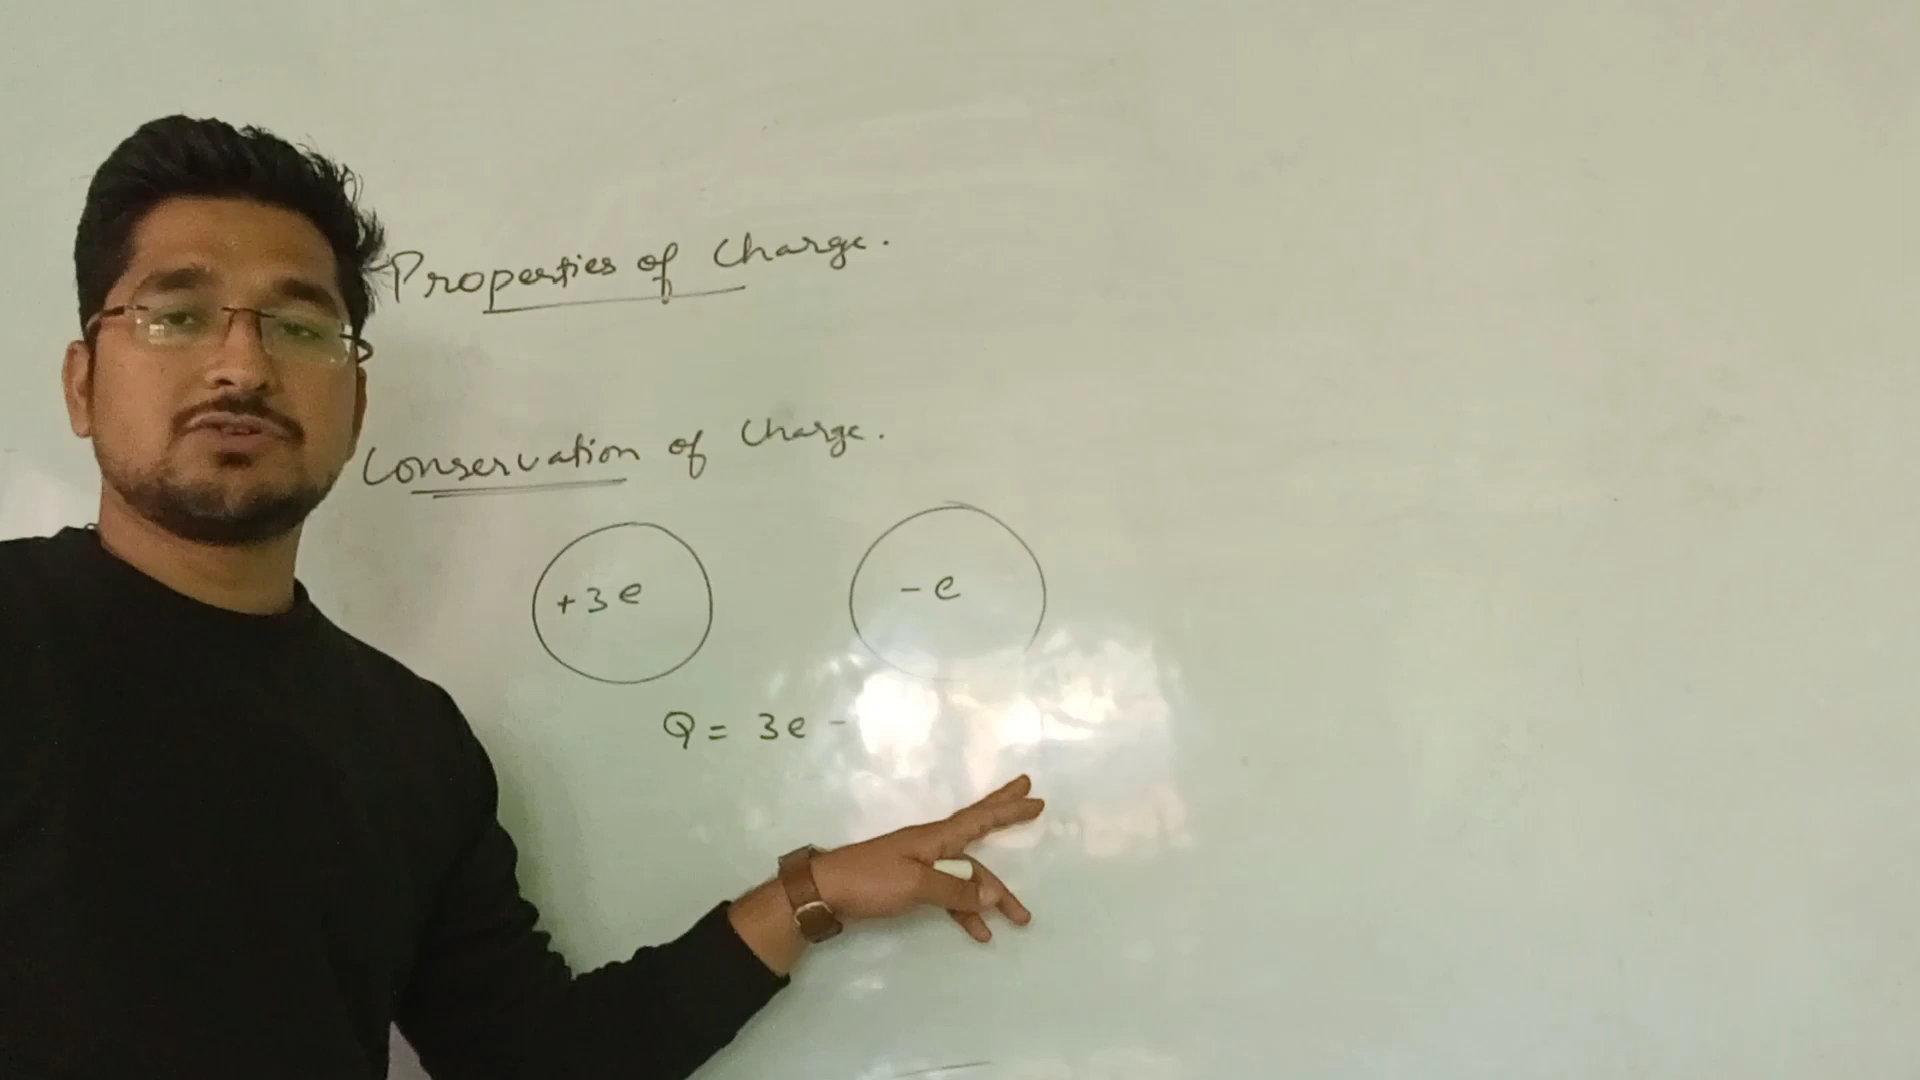 Properties of Charge.
Conservation of Charge.
+3e
-e
Q = 3e -